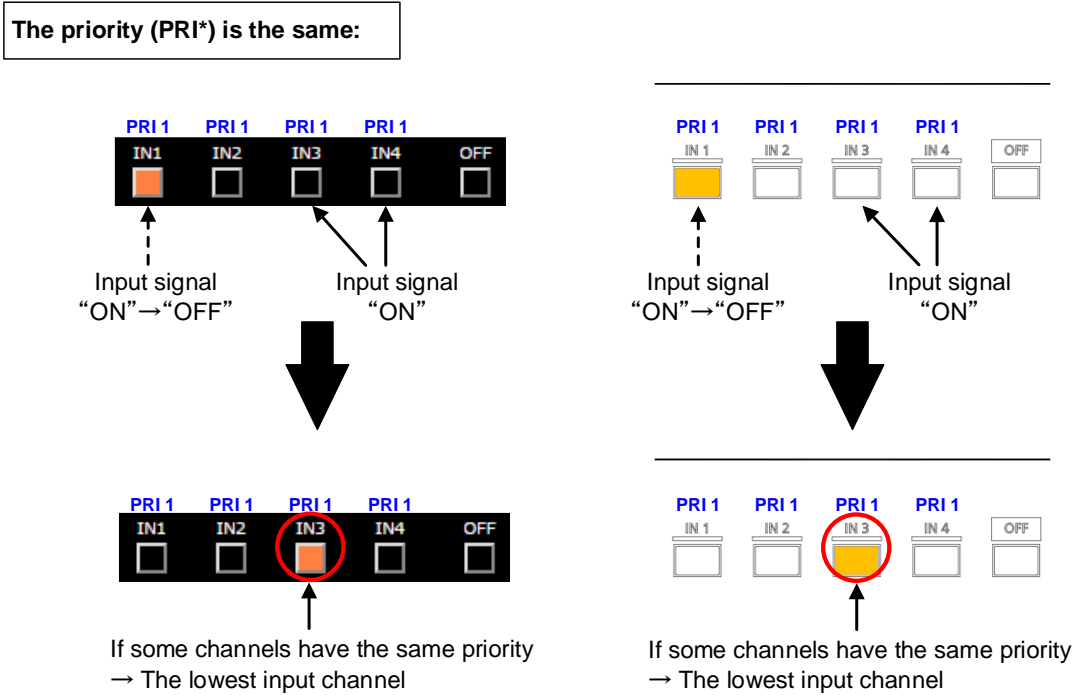 The priority (PRI*) is the same:
PRI 1 PRI 1 PRI 1 PRI 1
IN1 IN2 IN3 IN4 OFF
Input signal
“ON”→“OFF”
Input signal
“ON”
PRI 1 PRI 1 PRI 1 PRI 1
IN 1 IN 2 IN 3 IN 4 OFF
Input signal
“ON”→“OFF”
Input signal
“ON”
PRI 1 PRI 1 PRI 1 PRI 1
IN1 IN2 IN3 IN4 OFF
If some channels have the same priority
→ The lowest input channel
PRI 1 PRI 1 PRI 1 PRI 1
IN 1 IN 2 IN 3 IN 4 OFF
If some channels have the same priority
→ The lowest input channel